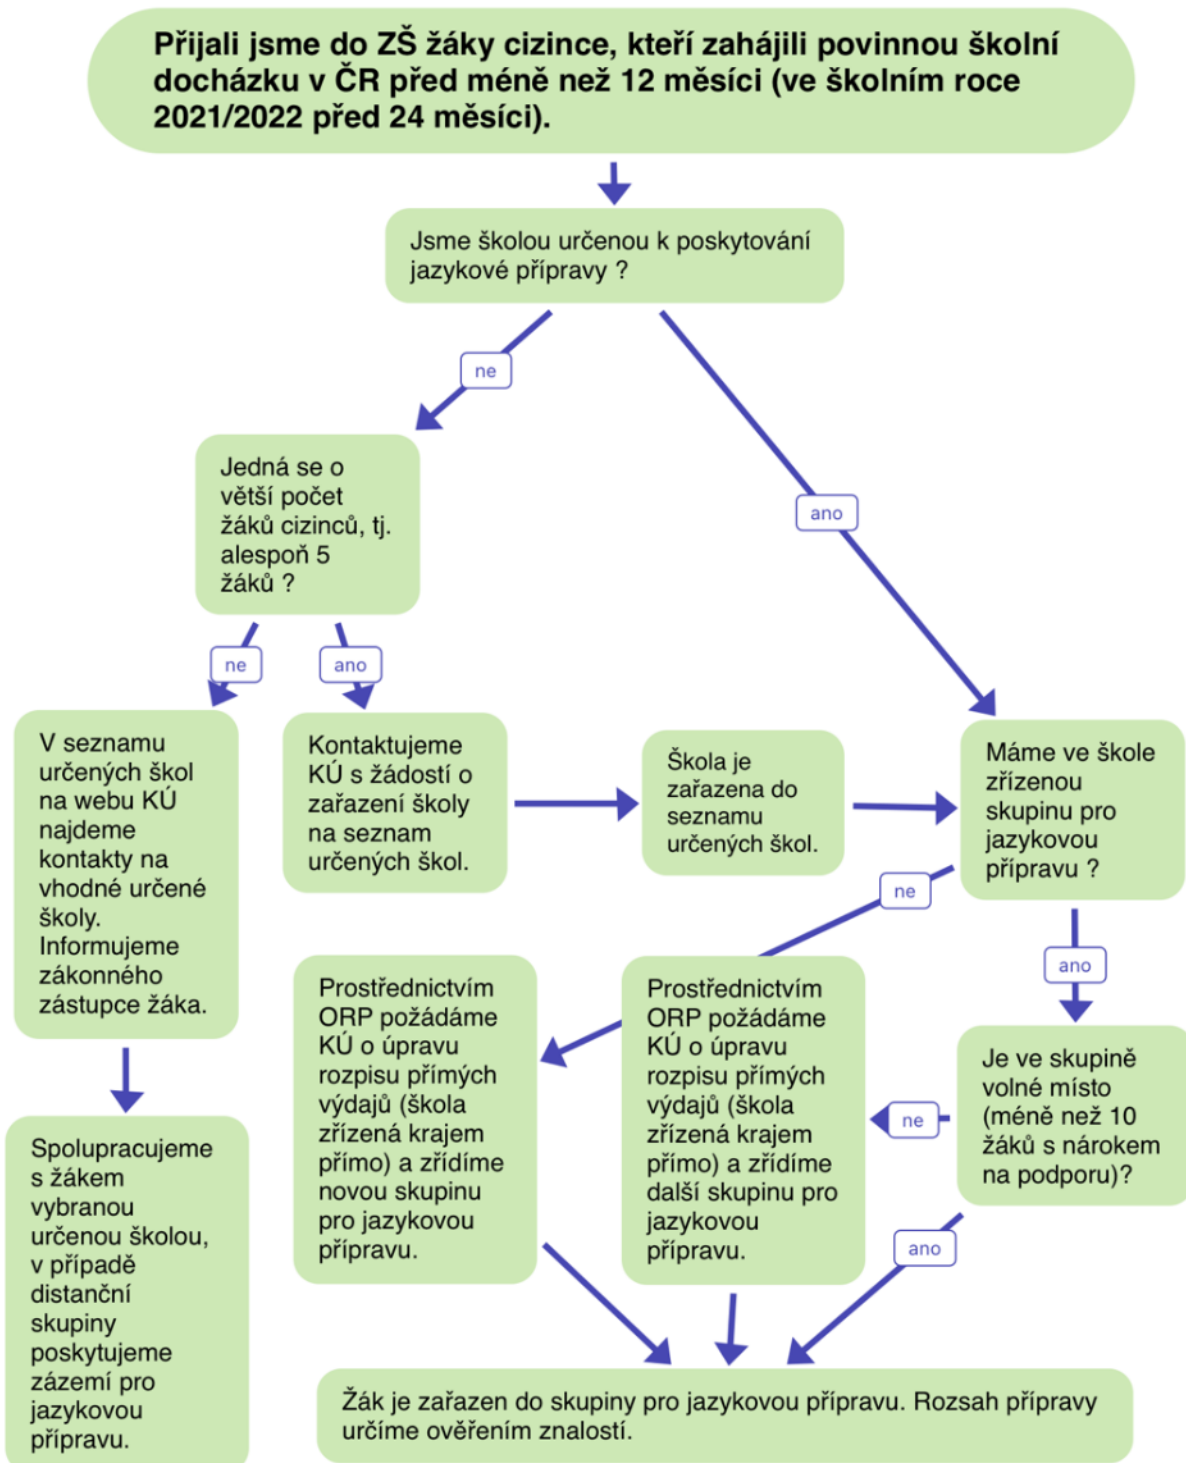 Přijali jsme do ZŠ žáky cizince, kteří zahájili povinnou školní
docházku v ČR před méně než 12 měsíci (ve školním roce
2021/2022 před 24 měsíci).
Jsme školou určenou k poskytování
jazykové přípravy ?
ne
ano
Jedná se o
větší počet
žáků cizinců, tj.
alespoň 5
žáků ?
ne
ano
V seznamu
určených škol
na webu KÚ
najdeme
kontakty na
vhodné určené
školy.
Informujeme
zákonného
zástupce žáka.
Kontaktujeme
KÚ s žádostí o
zařazení školy
na seznam
určených škol.
Škola je
zařazena do
seznamu
určených škol.
Máme ve škole
zřízenou
skupinu pro
jazykovou
přípravu ?
ne
ano
Prostřednictvím
ORP požádáme
KÚ o úpravu
rozpisu přímých
výdajů (škola
zřízená krajem
přímo) a zřídíme
novou skupinu
pro jazykovou
přípravu.
Prostřednictvím
ORP požádáme
KÚ o úpravu
rozpisu přímých
výdajů (škola
zřízená krajem
přímo) a zřídíme
další skupinu pro
jazykovou
přípravu.
Je ve skupině
volné místo
(méně než 10
žáků s nárokem
na podporu)?
ne
ano
Spolupracujeme
s žákem
vybranou
určenou školou,
v případě
distanční
skupiny
poskytujeme
zázemí pro
jazykovou
přípravu.
Žák je zařazen do skupiny pro jazykovou přípravu. Rozsah přípravy
určíme ověřením znalostí.